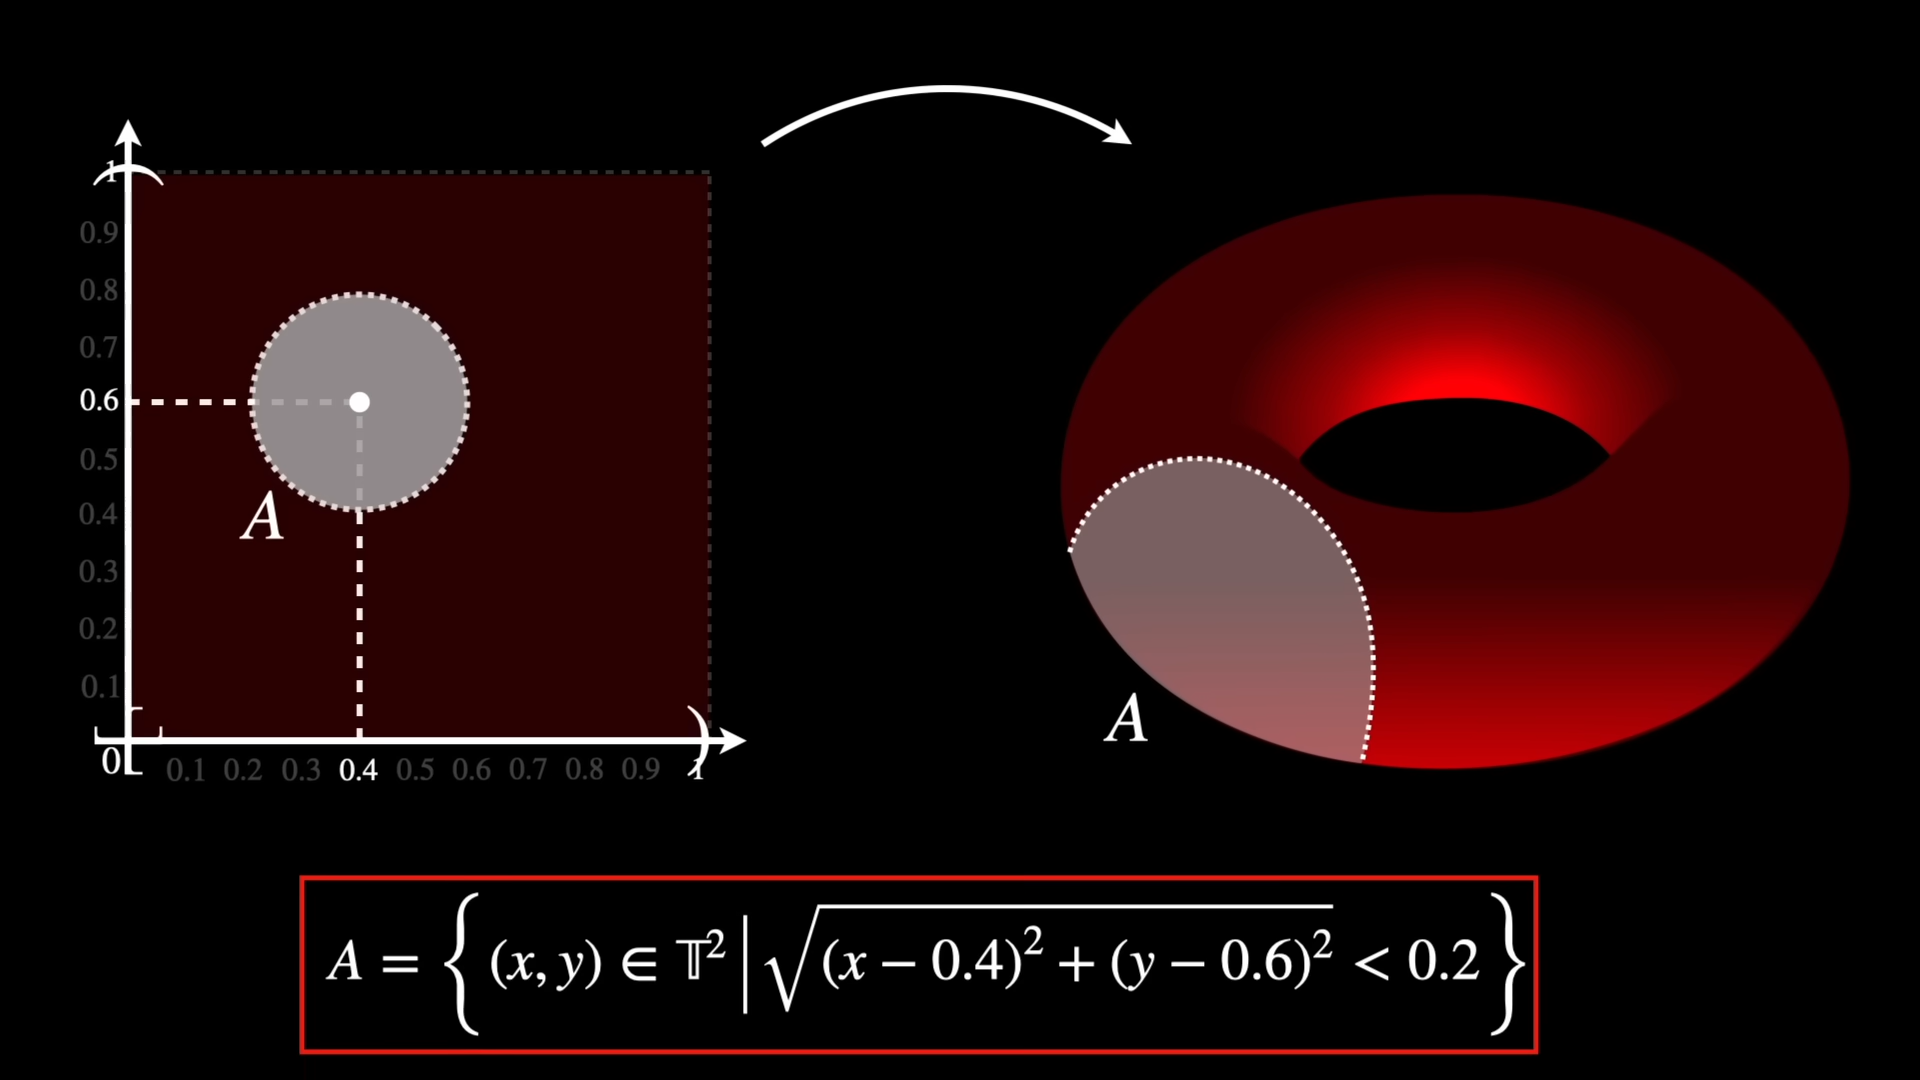 1
0.9
0.8
0.7
0.6
0.5
0.4
0.3
0.2
0.1
0
0.1 0.2 0.3 0.4 0.5 0.6 0.7 0.8 0.9 1
A
A
A = { (x, y) ∈ 𝕋² | √((x − 0.4)² + (y − 0.6)²) < 0.2 }